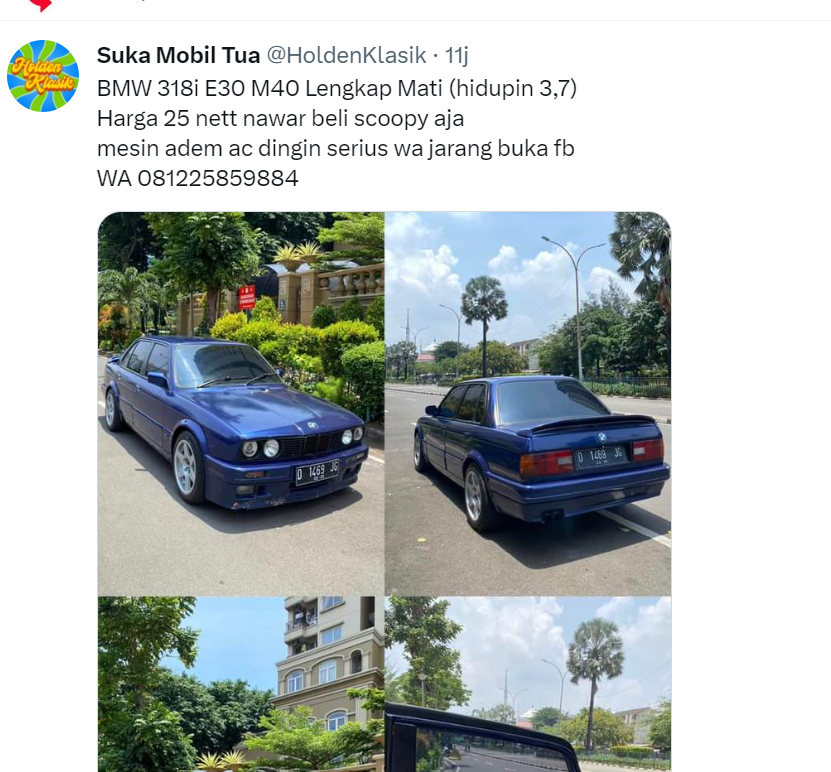 Holden
Klasik
Suka Mobil Tua @HoldenKlasik · 11j
BMW 318i E30 M40 Lengkap Mati (hidupin 3,7)
Harga 25 nett nawar beli scoopy aja
mesin adem ac dingin serius wa jarang buka fb
WA 081225859884
D 1469 JG
D 1469 JG